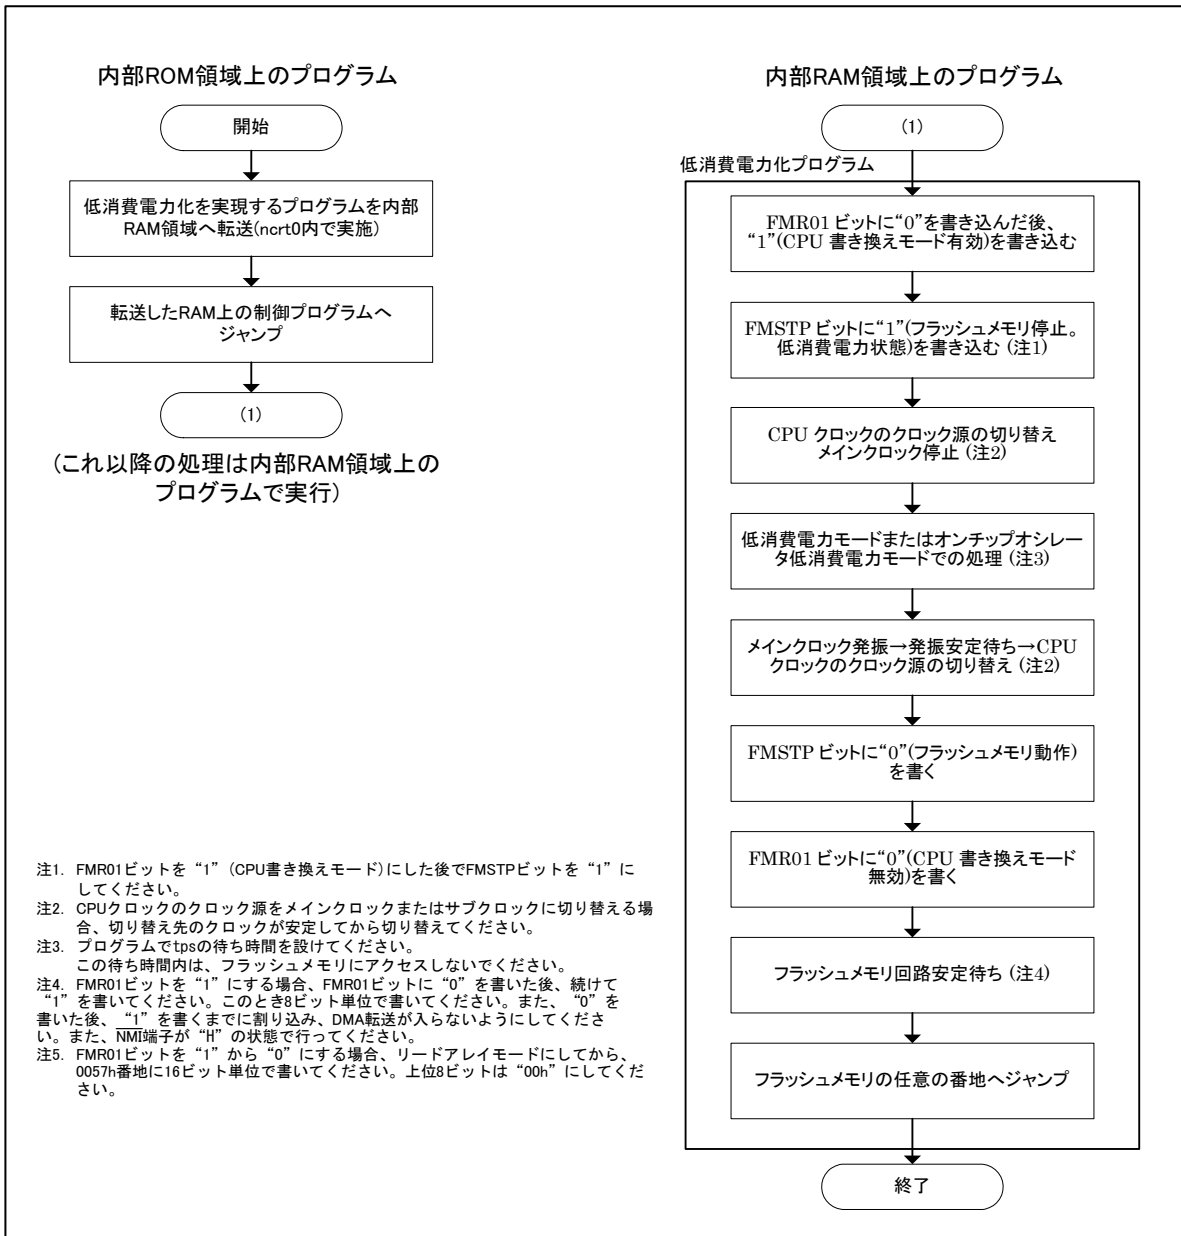 内部ROM領域上のプログラム
開始
低消費電力化を実現するプログラムを内部
RAM領域へ転送(ncrt0内で実施)
転送したRAM上の制御プログラムへ
ジャンプ
(1)
(これ以降の処理は内部RAM領域上の
プログラムで実行)
内部RAM領域上のプログラム
(1)
低消費電力化プログラム
FMR01 ビットに“0”を書き込んだ後、
“1”(CPU 書き換えモード有効)を書き込む
FMSTP ビットに“1”(フラッシュメモリ停止。
低消費電力状態)を書き込む (注1)
CPU クロックのクロック源の切り替え
メインクロック停止 (注2)
低消費電力モードまたはオンチップオシレー
タ低消費電力モードでの処理 (注3)
メインクロック発振→発振安定待ち→CPU
クロックのクロック源の切り替え (注2)
FMSTP ビットに“0”(フラッシュメモリ動作)
を書く
FMR01 ビットに“0”(CPU 書き換えモード
無効)を書く
フラッシュメモリ回路安定待ち (注4)
フラッシュメモリの任意の番地へジャンプ
終了
注1. FMR01ビットを“1”(CPU書き換えモード)にした後でFMSTPビットを“1”に
してください。
注2. CPUクロックのクロック源をメインクロックまたはサブクロックに切り替える場
合、切り替え先のクロックが安定してから切り替えてください。
注3. プログラムでtpsの待ち時間を設けてください。
この待ち時間内は、フラッシュメモリにアクセスしないでください。
注4. FMR01ビットを“1”にする場合、FMR01ビットに“0”を書いた後、続けて
“1”を書いてください。このとき8ビット単位で書いてください。また、“0”を
書いた後、“1”を書くまでに割り込み、DMA転送が入らないようにしてくださ
い。また、NMI端子が“H”の状態で行ってください。
注5. FMR01ビットを“1”から“0”にする場合、リードアレイモードにしてから、
0057h番地に16ビット単位で書いてください。上位8ビットは“00h”にしてくだ
さい。